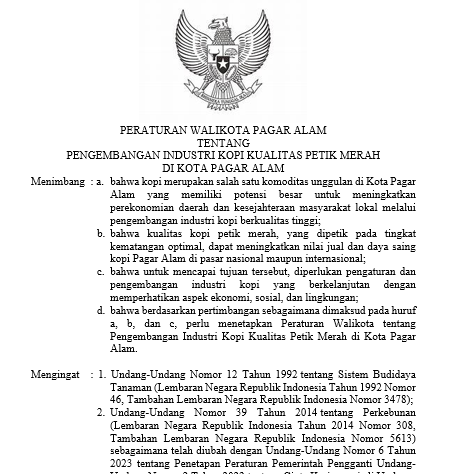 PERATURAN WALIKOTA PAGAR ALAM
TENTANG
PENGEMBANGAN INDUSTRI KOPI KUALITAS PETIK MERAH
DI KOTA PAGAR ALAM
Menimbang : a. bahwa kopi merupakan salah satu komoditas unggulan di Kota Pagar
Alam yang memiliki potensi besar untuk meningkatkan
perekonomian daerah dan kesejahteraan masyarakat lokal melalui
pengembangan industri kopi berkualitas tinggi;
b. bahwa kualitas kopi petik merah, yang dipetik pada tingkat
kematangan optimal, dapat meningkatkan nilai jual dan daya saing
kopi Pagar Alam di pasar nasional maupun internasional;
c. bahwa untuk mencapai tujuan tersebut, diperlukan pengaturan dan
pengembangan industri kopi yang berkelanjutan dengan
memperhatikan aspek ekonomi, sosial, dan lingkungan;
d. bahwa berdasarkan pertimbangan sebagaimana dimaksud pada huruf
a, b, dan c, perlu menetapkan Peraturan Walikota tentang
Pengembangan Industri Kopi Kualitas Petik Merah di Kota Pagar
Alam.
Mengingat : 1. Undang-Undang Nomor 12 Tahun 1992 tentang Sistem Budidaya
Tanaman (Lembaran Negara Republik Indonesia Tahun 1992 Nomor
46, Tambahan Lembaran Negara Republik Indonesia Nomor 3478);
2. Undang-Undang Nomor 39 Tahun 2014 tentang Perkebunan
(Lembaran Negara Republik Indonesia Tahun 2014 Nomor 308,
Tambahan Lembaran Negara Republik Indonesia Nomor 5613)
sebagaimana telah diubah dengan Undang-Undang Nomor 6 Tahun
2023 tentang Penetapan Peraturan Pemerintah Pengganti Undang-